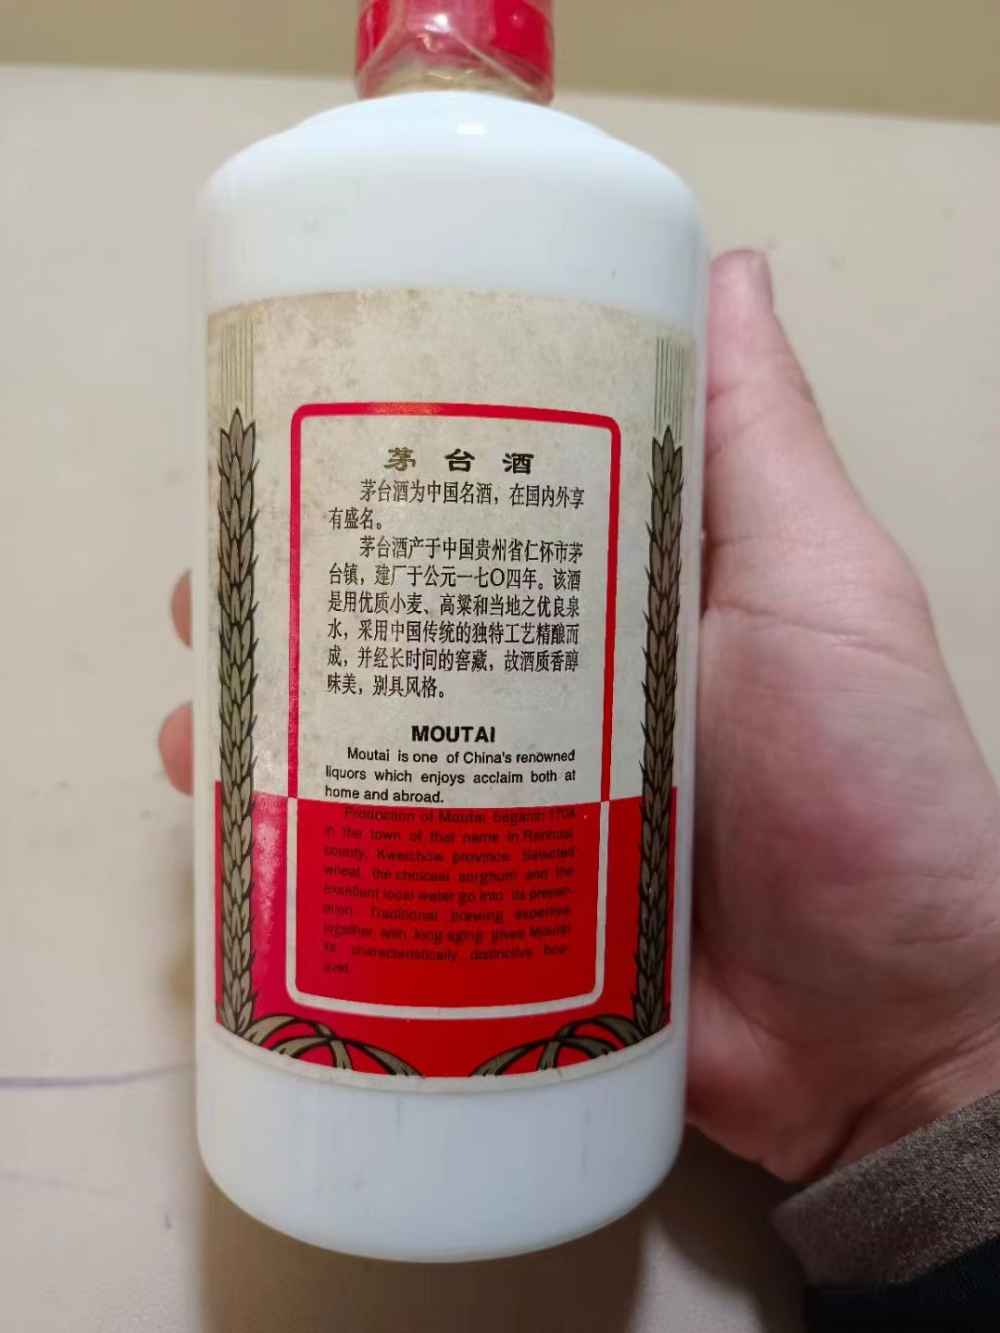 茅台酒
茅台酒为中国名酒，在国内外享
有盛名。
茅台酒产于中国贵州省仁怀市茅
台镇，建厂于公元一七〇四年。该酒
是用优质小麦、高粱和当地之优良泉
水，采用中国传统的独特工艺精酿而
成，并经长时间的窖藏，故酒质香醇
味美，别具风格。
MOUTAI
Moutai is one of China's renowned
liquors which enjoys acclaim both at
home and abroad.
Production of Moutai began in 1704
in the town of that name in Renhuai
county, Kweichow province. Selected
wheat, the choicest sorghum and the
excellent local water go into its prepar-
ation. Traditional brewing expertise
together with long aging gives Moutai
its characteristically distinctive bou-
quet.